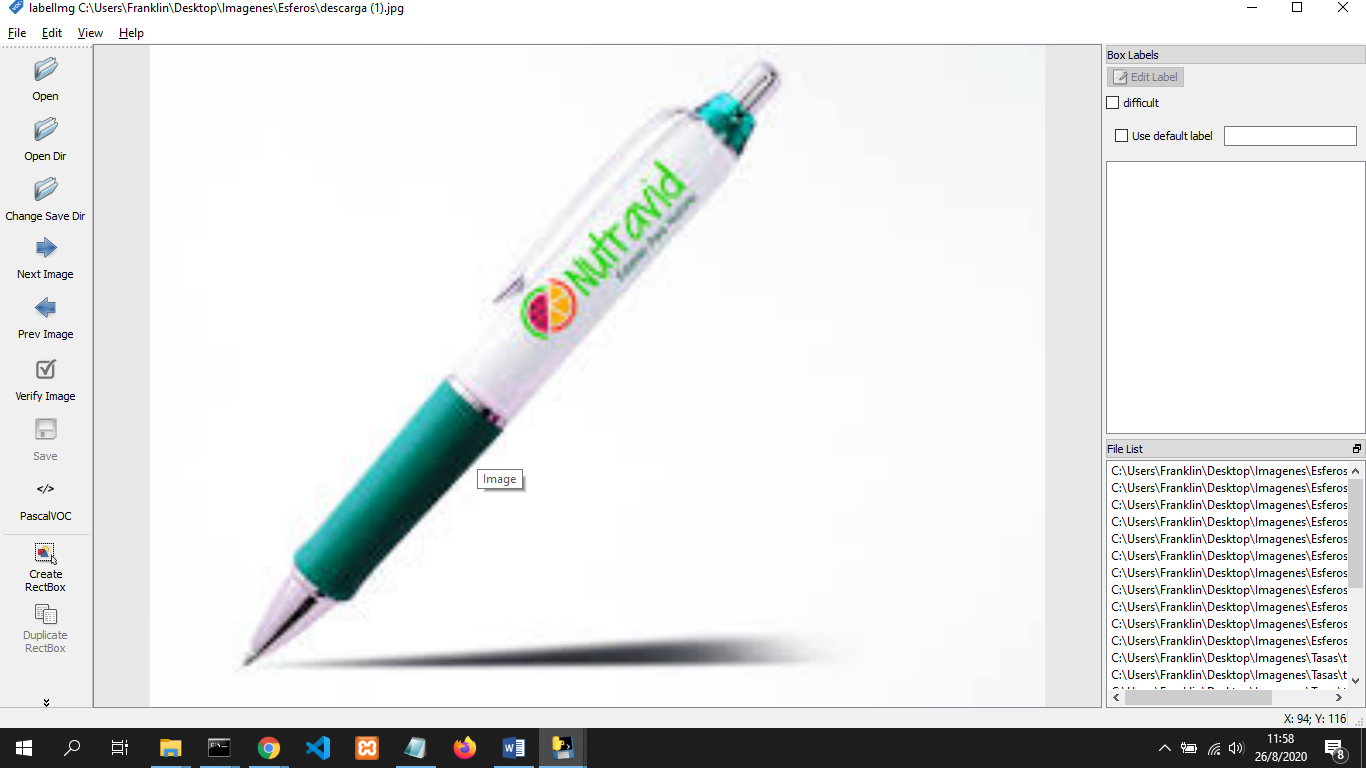 labelImg C:\Users\Franklin\Desktop\Imagenes\Esferos\descarga (1).jpg
File Edit View Help
Open
Open Dir
Change Save Dir
Next Image
Prev Image
Verify Image
Save
</>
PascalVOC
Create
RectBox
Duplicate
RectBox
Nutravid
Image
Box Labels
Edit Label
difficult
Use default label
File List
C:\Users\Franklin\Desktop\Imagenes\Esferos
C:\Users\Franklin\Desktop\Imagenes\Esferos
C:\Users\Franklin\Desktop\Imagenes\Esferos
C:\Users\Franklin\Desktop\Imagenes\Esferos
C:\Users\Franklin\Desktop\Imagenes\Esferos
C:\Users\Franklin\Desktop\Imagenes\Esferos
C:\Users\Franklin\Desktop\Imagenes\Esferos
C:\Users\Franklin\Desktop\Imagenes\Esferos
C:\Users\Franklin\Desktop\Imagenes\Esferos
C:\Users\Franklin\Desktop\Imagenes\Esferos
C:\Users\Franklin\Desktop\Imagenes\Esferos
C:\Users\Franklin\Desktop\Imagenes\Tasas\t
C:\Users\Franklin\Desktop\Imagenes\Tasas\t
X: 94; Y: 116
11:58
26/8/2020
8